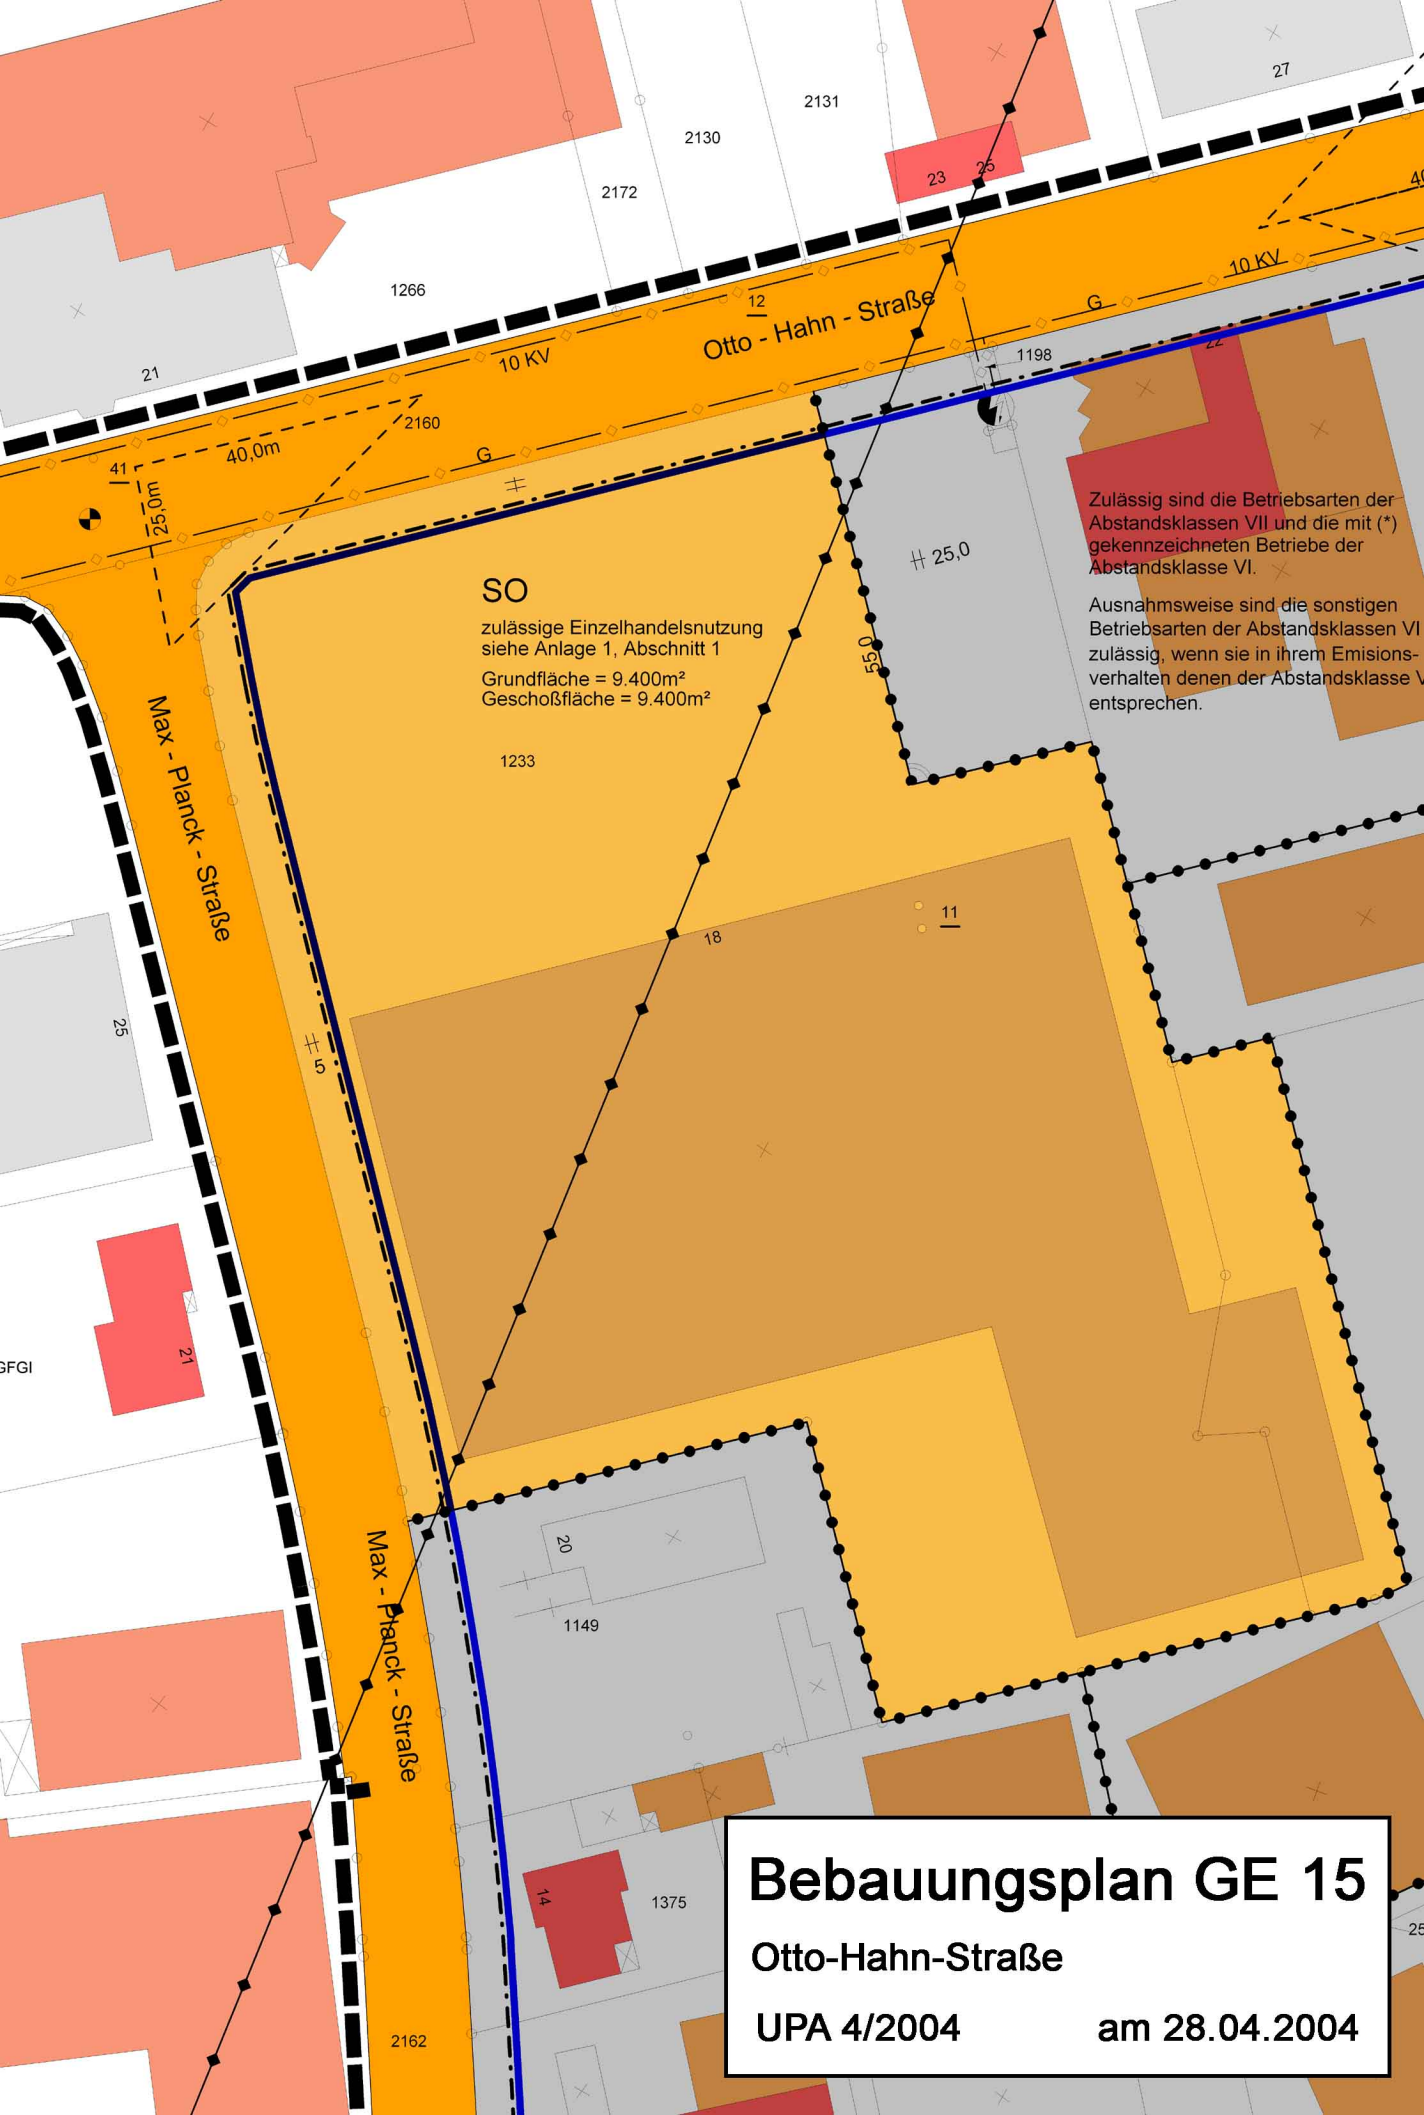 27
2131
2130
2172
23
25
40
1266
10 KV
12
Otto - Hahn - Straße
G
21
10 KV
1198
22
2160
40,0m
G
41
25,0m
Zulässig sind die Betriebsarten der
Abstandsklassen VII und die mit (*)
gekennzeichneten Betriebe der
Abstandsklasse VI.
25,0
SO
zulässige Einzelhandelsnutzung
siehe Anlage 1, Abschnitt 1
Grundfläche = 9.400m²
Geschoßfläche = 9.400m²
Ausnahmsweise sind die sonstigen
Betriebsarten der Abstandsklassen VI
zulässig, wenn sie in ihrem Emisions-
verhalten denen der Abstandsklasse V
entsprechen.
55,0
1233
Max - Planck - Straße
11
18
25
5
21
GFGI
20
1149
Max - Planck - Straße
14
1375
25
2162
Bebauungsplan GE 15
Otto-Hahn-Straße
UPA 4/2004 am 28.04.2004